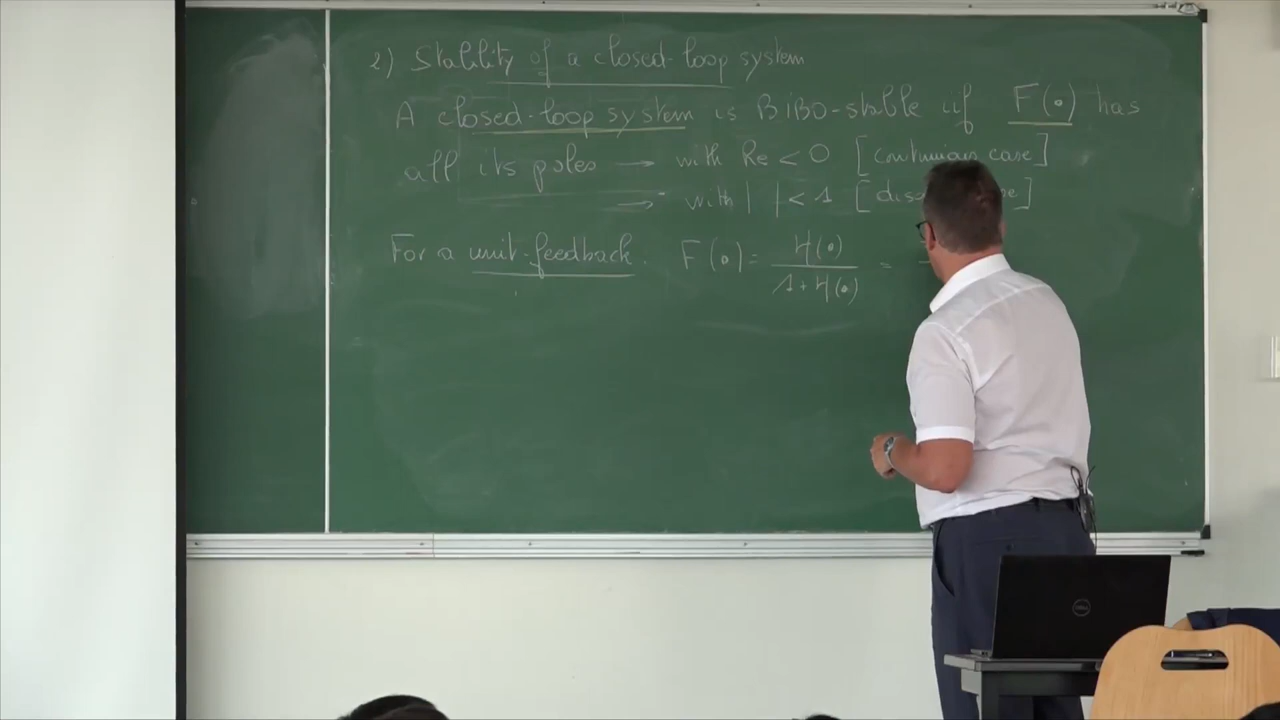 2) Stability of a closed-loop system
A closed-loop system is BiBO-stable iif F(•) has
all its poles → with Re < 0 [continuous case]
→ with | | < 1
For a unit-feedback. F(•) = H(•) / 1 + H(•) =
DELL